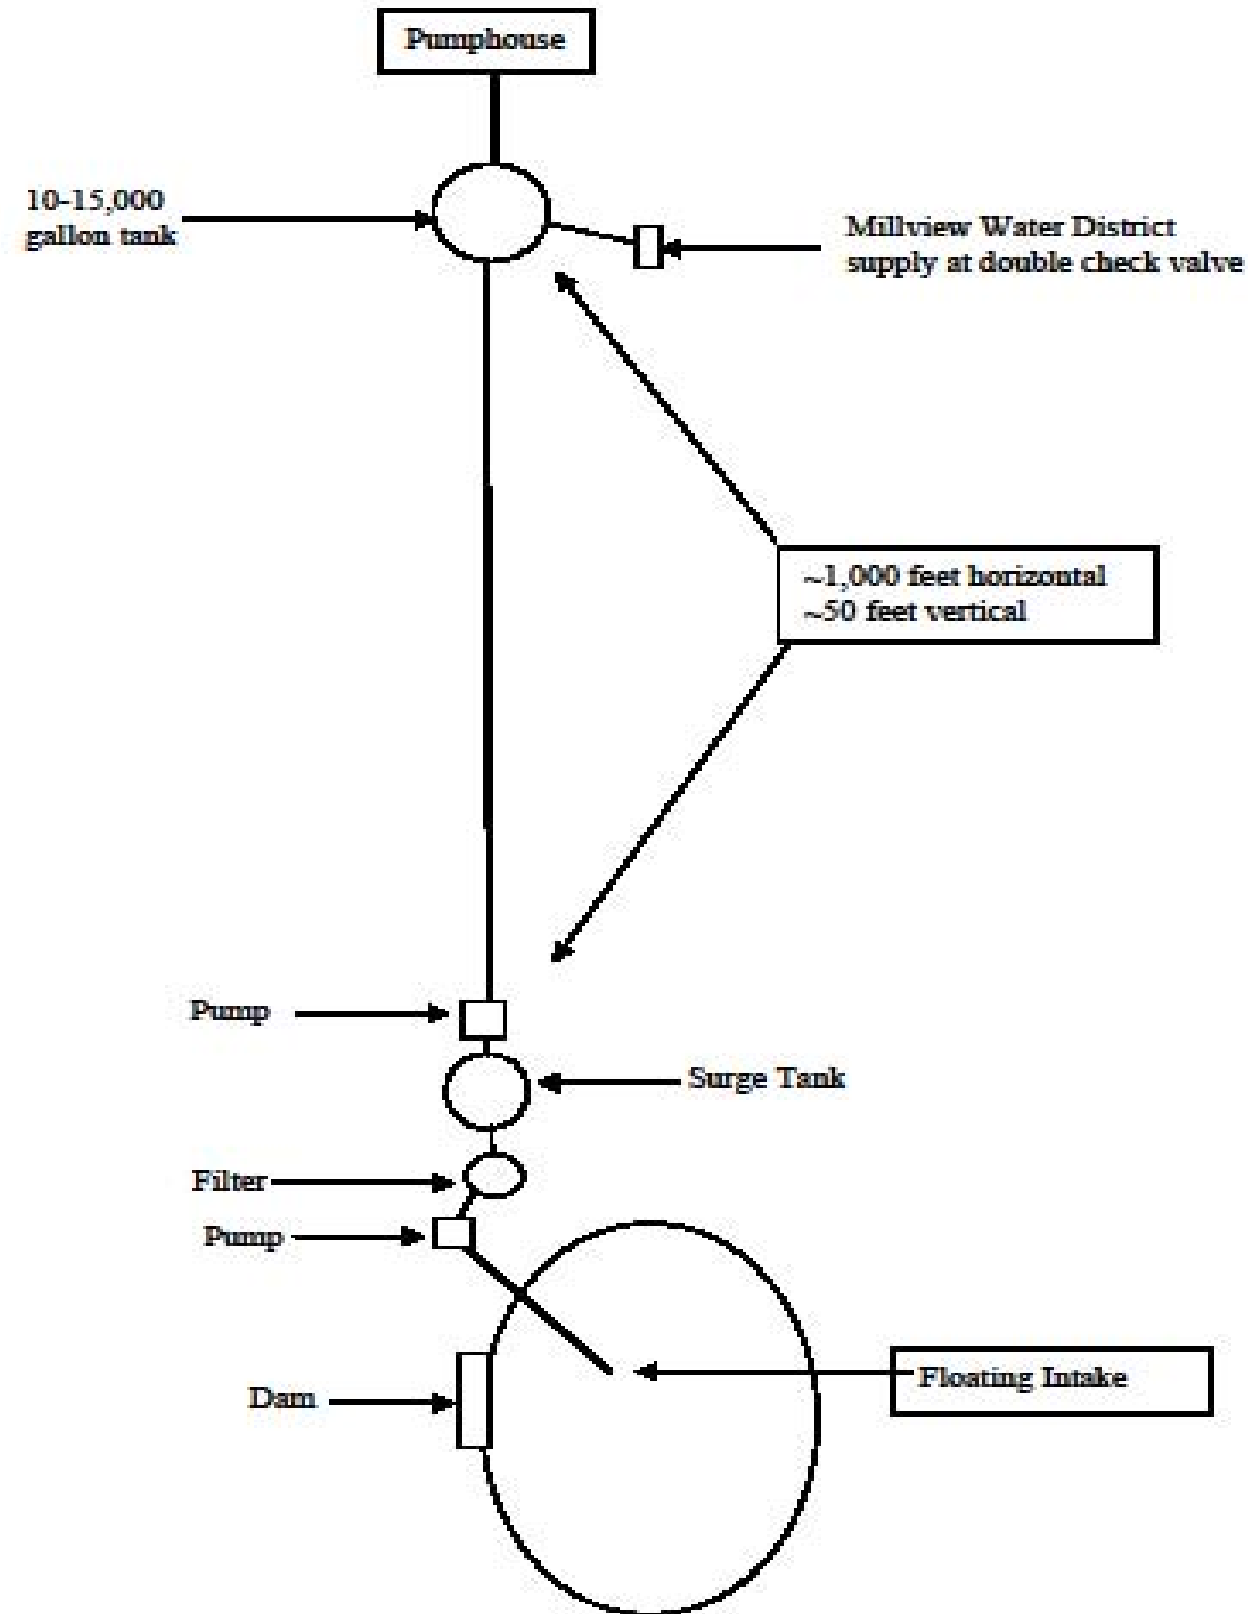 Pumphouse
10-15,000
gallon tank
Millview Water District
supply at double check valve
~1,000 feet horizontal
~50 feet vertical
Pump
Surge Tank
Filter
Pump
Floating Intake
Dam